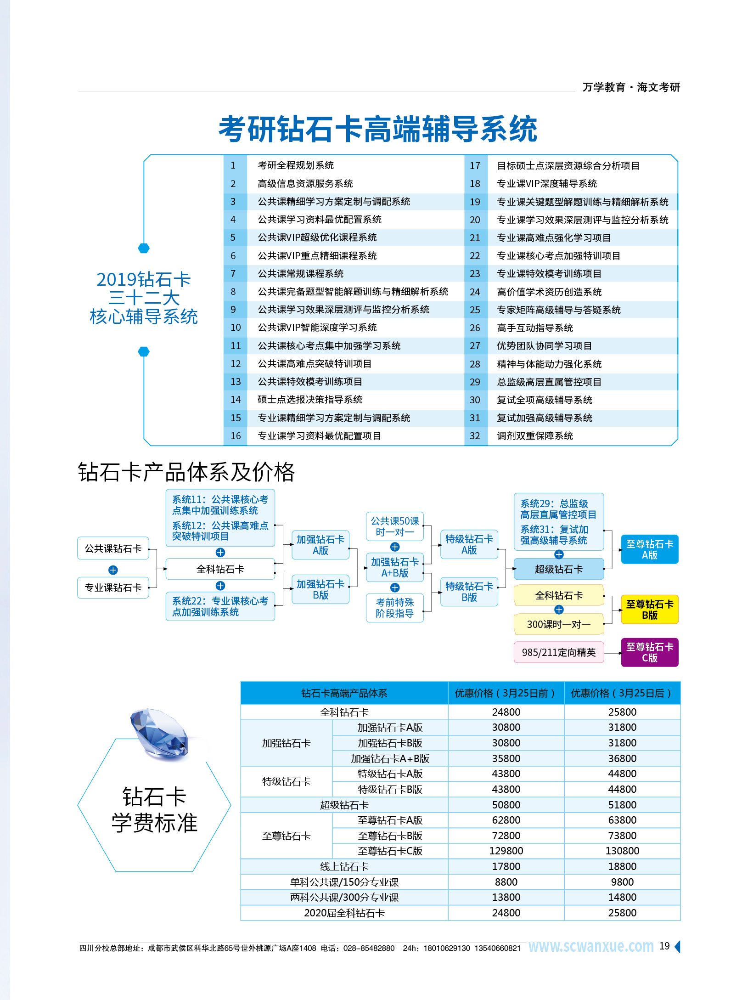 万学教育·海文考研
考研钻石卡高端辅导系统
2019钻石卡
三十二大
核心辅导系统
1 考研全程规划系统
2 高级信息资源服务系统
3 公共课精细学习方案定制与调配系统
4 公共课学习资料最优配置系统
5 公共课VIP超级优化课程系统
6 公共课VIP重点精细课程系统
7 公共课常规课程系统
8 公共课完备题型智能解题训练与精细解析系统
9 公共课学习效果深层测评与监控分析系统
10 公共课VIP智能深度学习系统
11 公共课核心考点集中加强学习系统
12 公共课高难点突破特训项目
13 公共课特效模考训练项目
14 硕士点选报决策指导系统
15 专业课精细学习方案定制与调配系统
16 专业课学习资料最优配置项目
17 目标硕士点深层资源综合分析项目
18 专业课VIP深度辅导系统
19 专业课关键题型解题训练与精细解析系统
20 专业课学习效果深层测评与监控分析系统
21 专业课高难点强化学习项目
22 专业课核心考点加强特训项目
23 专业课特效模考训练项目
24 高价值学术资历创造系统
25 专家矩阵高级辅导与答疑系统
26 高手互动指导系统
27 优势团队协同学习项目
28 精神与体能动力强化系统
29 总监级高层直属管控项目
30 复试全项高级辅导系统
31 复试加强高级辅导系统
32 调剂双重保障系统
钻石卡产品体系及价格
公共课钻石卡
+
专业课钻石卡
系统11：公共课核心考
点集中加强训练系统
系统12：公共课高难点
突破特训项目
+
全科钻石卡
+
系统22：专业课核心考
点加强训练系统
加强钻石卡
A版
加强钻石卡
B版
公共课50课
时一对一
+
加强钻石卡
A+B版
+
考前特殊
阶段指导
特级钻石卡
A版
特级钻石卡
B版
系统29：总监级
高层直属管控项目
系统31：复试加
强高级辅导系统
+
超级钻石卡
全科钻石卡
+
300课时一对一
985/211定向精英
至尊钻石卡
A版
至尊钻石卡
B版
至尊钻石卡
C版
钻石卡
学费标准
钻石卡高端产品体系 优惠价格（3月25日前） 优惠价格（3月25日后）
全科钻石卡 24800 25800
加强钻石卡 加强钻石卡A版 30800 31800
加强钻石卡B版 30800 31800
加强钻石卡A+B版 35800 36800
特级钻石卡 特级钻石卡A版 43800 44800
特级钻石卡B版 43800 44800
超级钻石卡 50800 51800
至尊钻石卡 至尊钻石卡A版 62800 63800
至尊钻石卡B版 72800 73800
至尊钻石卡C版 129800 130800
线上钻石卡 17800 18800
单科公共课/150分专业课 8800 9800
两科公共课/300分专业课 13800 14800
2020届全科钻石卡 24800 25800
四川分校总部地址：成都市武侯区科华北路65号世外桃源广场A座1408 电话：028-85482880 24h：18010629130 13540660821 www.scwanxue.com 19